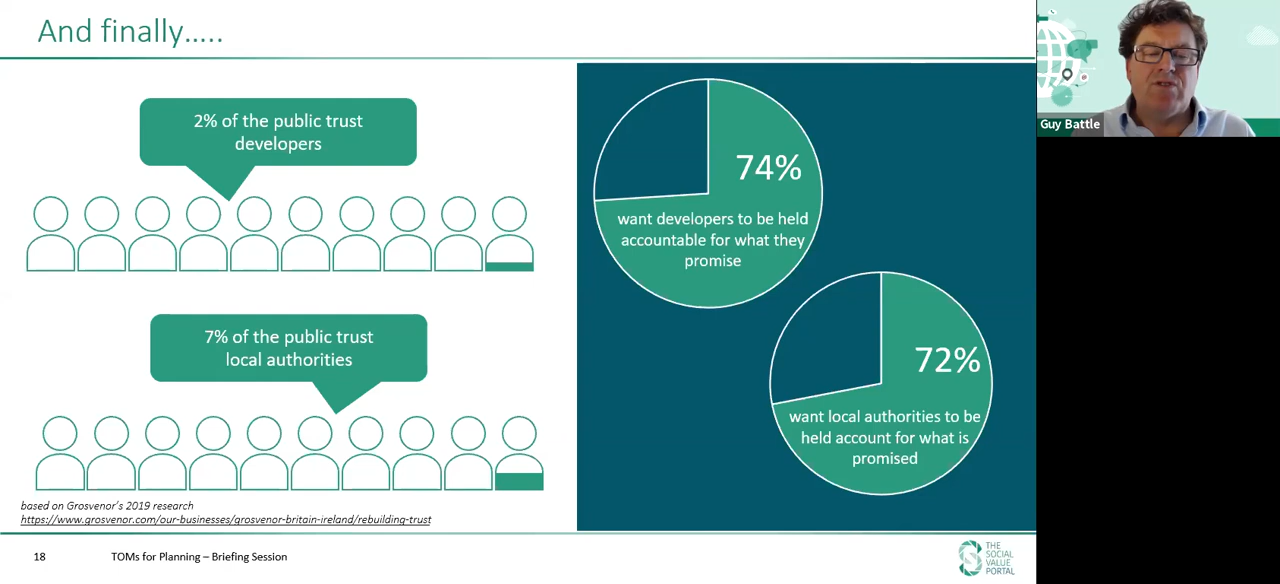 And finally.....
2% of the public trust
developers
7% of the public trust
local authorities
based on Grosvenor's 2019 research
https://www.grosvenor.com/our-businesses/grosvenor-britain-ireland/rebuilding-trust
74%
want developers to be held
accountable for what they
promise
72%
want local authorities to be
held account for what is
promised
18
TOMs for Planning – Briefing Session
THE
SOCIAL
VALUE
PORTAL
Guy Battle